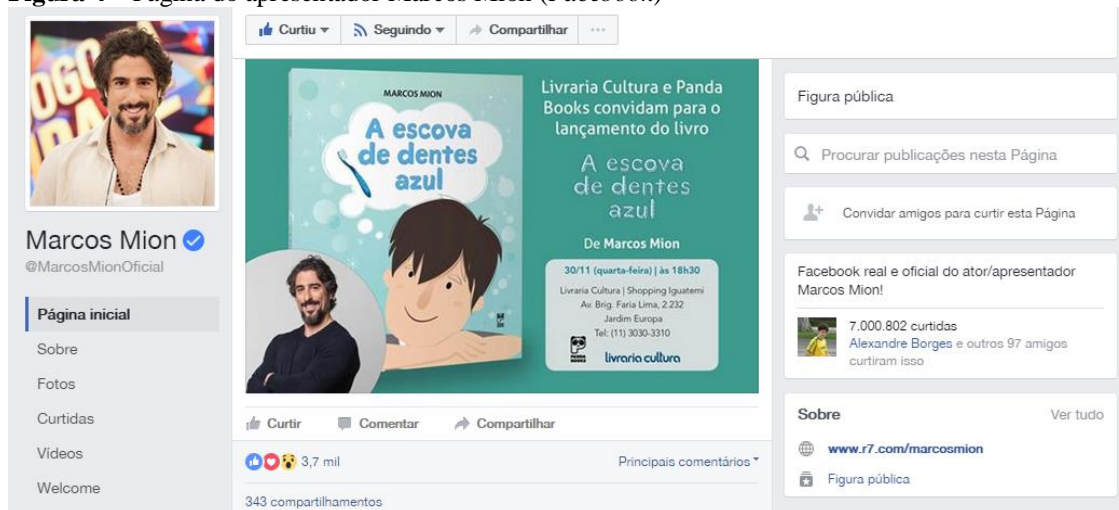 Figura 4 – Página do apresentador Marcos Mion (Facebook)
Curtiu
Seguindo
Compartilhar
Marcos Mion
@MarcosMionOficial
Página inicial
Sobre
Fotos
Curtidas
Vídeos
Welcome
MARCOS MION
A escova
de dentes
azul
Livraria Cultura e Panda
Books convidam para o
lançamento do livro
A escova
de dentes
azul
De Marcos Mion
30/11 (quarta-feira) | às 18h30
Livraria Cultura | Shopping Iguatemi
Av. Brig. Faria Lima, 2.232
Jardim Europa
Tel: (11) 3030-3310
PANDA
BOOKS
livraria cultura
Curtir
Comentar
Compartilhar
3,7 mil
Principais comentários
343 compartilhamentos
Figura pública
Procurar publicações nesta Página
Convidar amigos para curtir esta Página
Facebook real e oficial do ator/apresentador
Marcos Mion!
7.000.802 curtidas
Alexandre Borges e outros 97 amigos
curtiram isso
Sobre
Ver tudo
www.r7.com/marcosmion
Figura pública